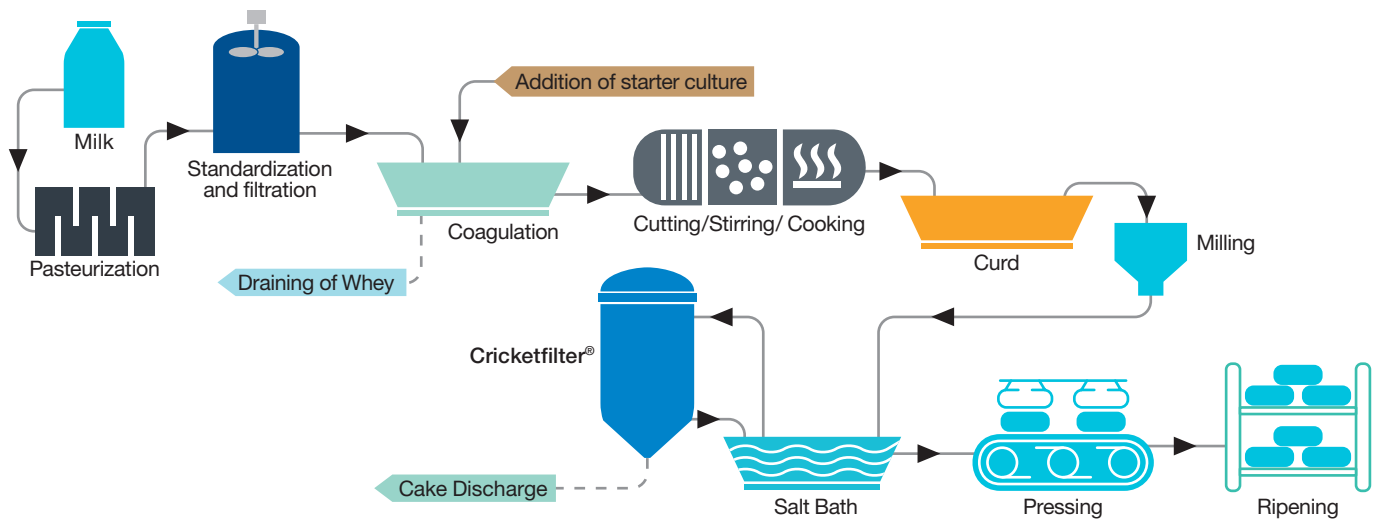 Milk
Pasteurization
Standardization
and filtration
Addition of starter culture
Coagulation
Draining of Whey
Cutting/Stirring/ Cooking
Curd
Milling
Cricketfilter®
Cake Discharge
Salt Bath
Pressing
Ripening